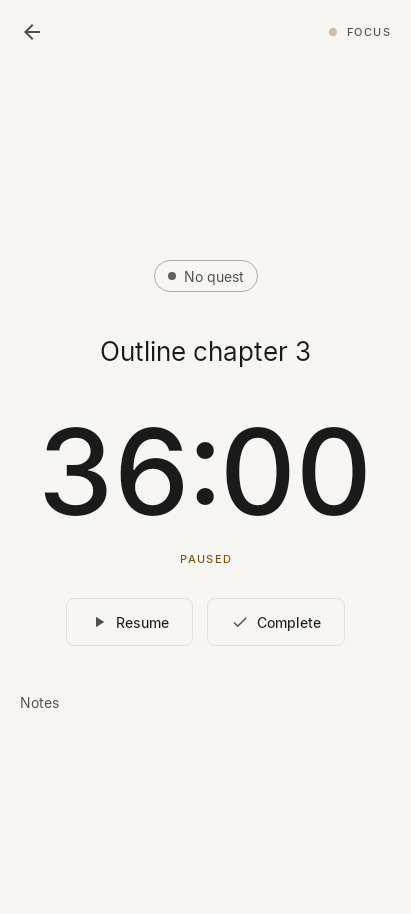 FOCUS
No quest
Outline chapter 3
36:00
PAUSED
Resume
Complete
Notes